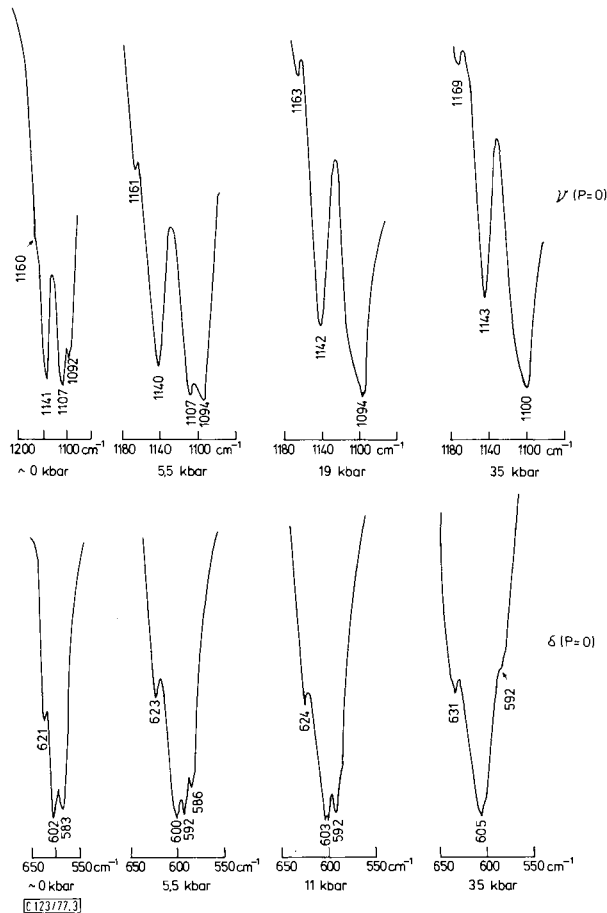 1160
1141
1107
1092
1200 1100 cm⁻¹
~ 0 kbar
1161
1140
1107
1094
1180 1140 1100 cm⁻¹
5,5 kbar
1163
1142
1094
1180 1140 1100 cm⁻¹
19 kbar
1169
1143
1100
1180 1140 1100 cm⁻¹
35 kbar
ν (P=0)
621
602
583
650 550 cm⁻¹
~0 kbar
C 123/77.3
623
600
592
586
650 600 550 cm⁻¹
5,5 kbar
624
603
592
650 600 550 cm⁻¹
11 kbar
631
605
592
650 600 550 cm⁻¹
35 kbar
δ (P=0)